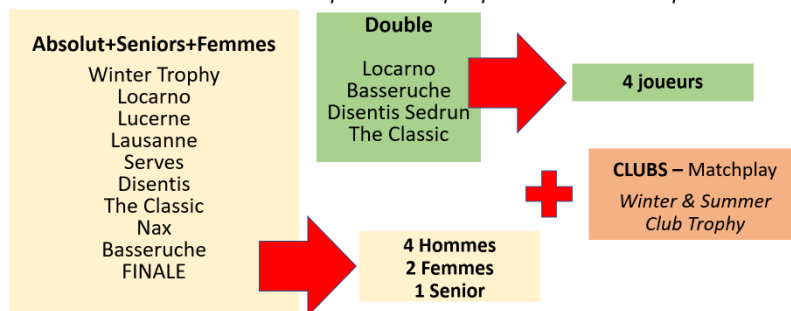 Absolut+Seniors+Femmes
Winter Trophy
Locarno
Lucerne
Lausanne
Serves
Disentis
The Classic
Nax
Basseruche
FINALE
Double
Locarno
Basseruche
Disentis Sedrun
The Classic
4 joueurs
CLUBS – Matchplay
Winter & Summer
Club Trophy
4 Hommes
2 Femmes
1 Senior